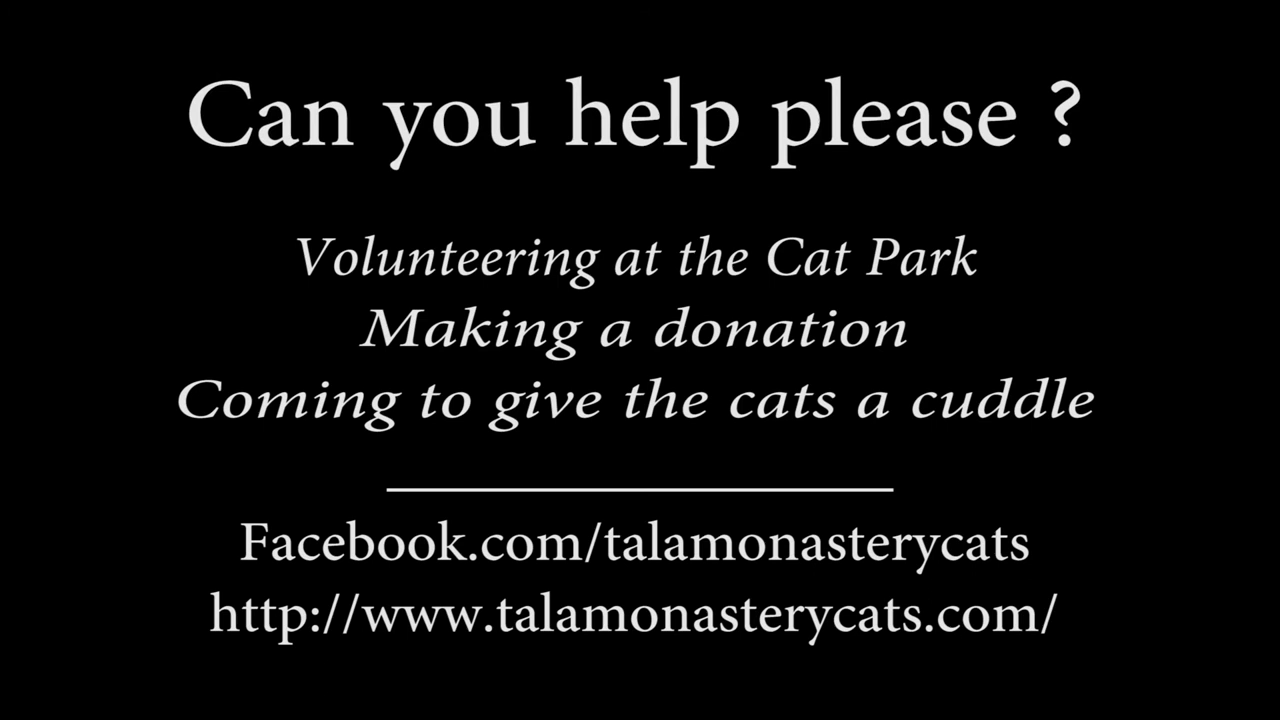 Can you help please ?
Volunteering at the Cat Park
Making a donation
Coming to give the cats a cuddle
Facebook.com/talamonasterycats
http://www.talamonasterycats.com/